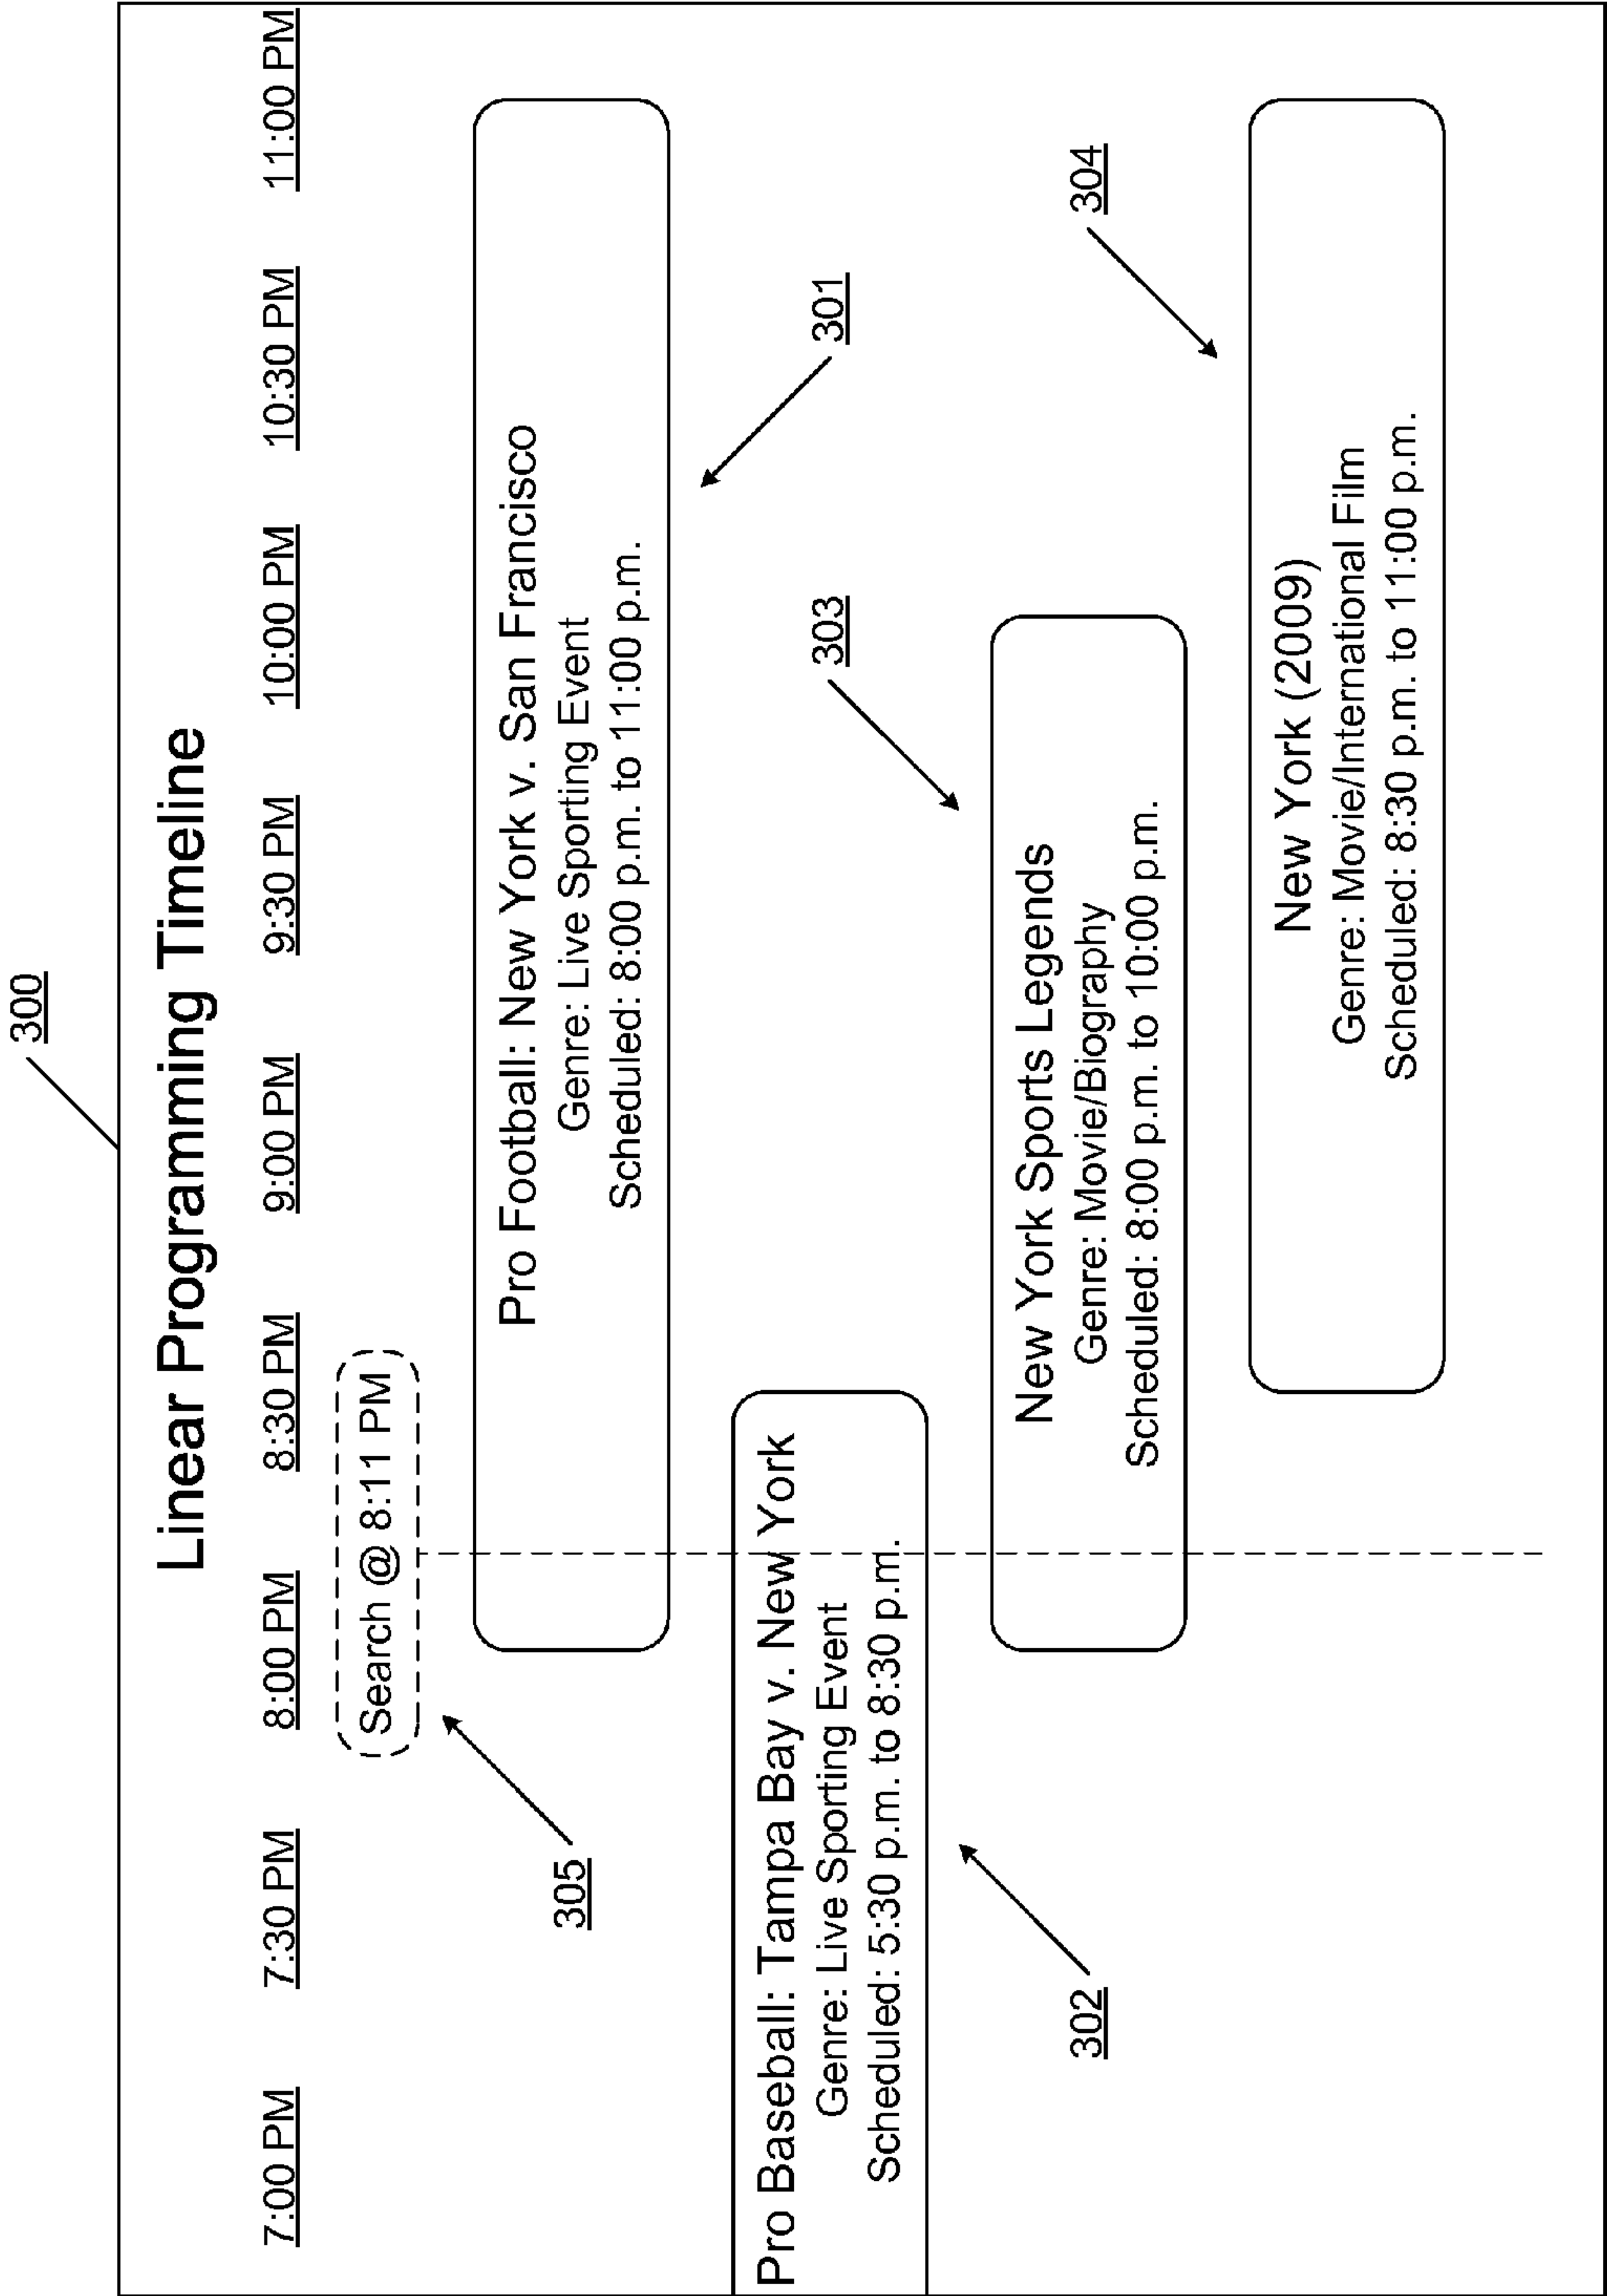 300
Linear Programming Timeline
7:00 PM 7:30 PM 8:00 PM 8:30 PM 9:00 PM 9:30 PM 10:00 PM 10:30 PM 11:00 PM
Search @ 8:11 PM
305
Pro Football: New York v. San Francisco
Genre: Live Sporting Event
Scheduled: 8:00 p.m. to 11:00 p.m.
301
Pro Baseball: Tampa Bay v. New York
Genre: Live Sporting Event
Scheduled: 5:30 p.m. to 8:30 p.m.
302
303
New York Sports Legends
Genre: Movie/Biography
Scheduled: 8:00 p.m. to 10:00 p.m.
304
New York (2009)
Genre: Movie/International Film
Scheduled: 8:30 p.m. to 11:00 p.m.